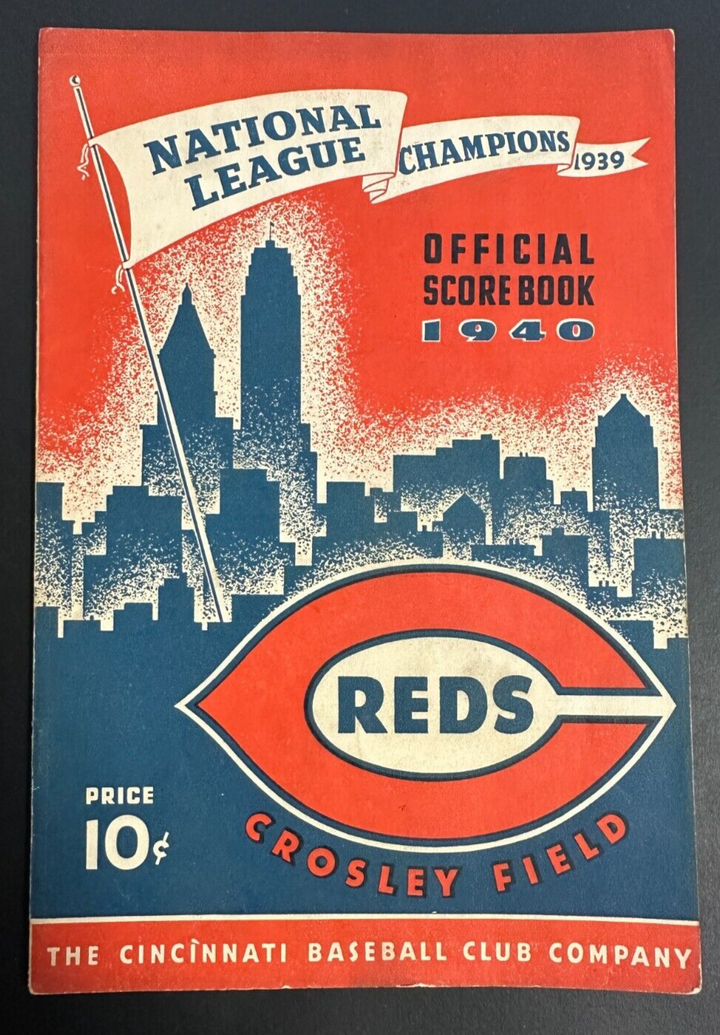 NATIONAL
LEAGUE
CHAMPIONS
1939
OFFICIAL
SCORE BOOK
1940
REDS
PRICE
10¢
CROSLEY FIELD
THE CINCINNATI BASEBALL CLUB COMPANY